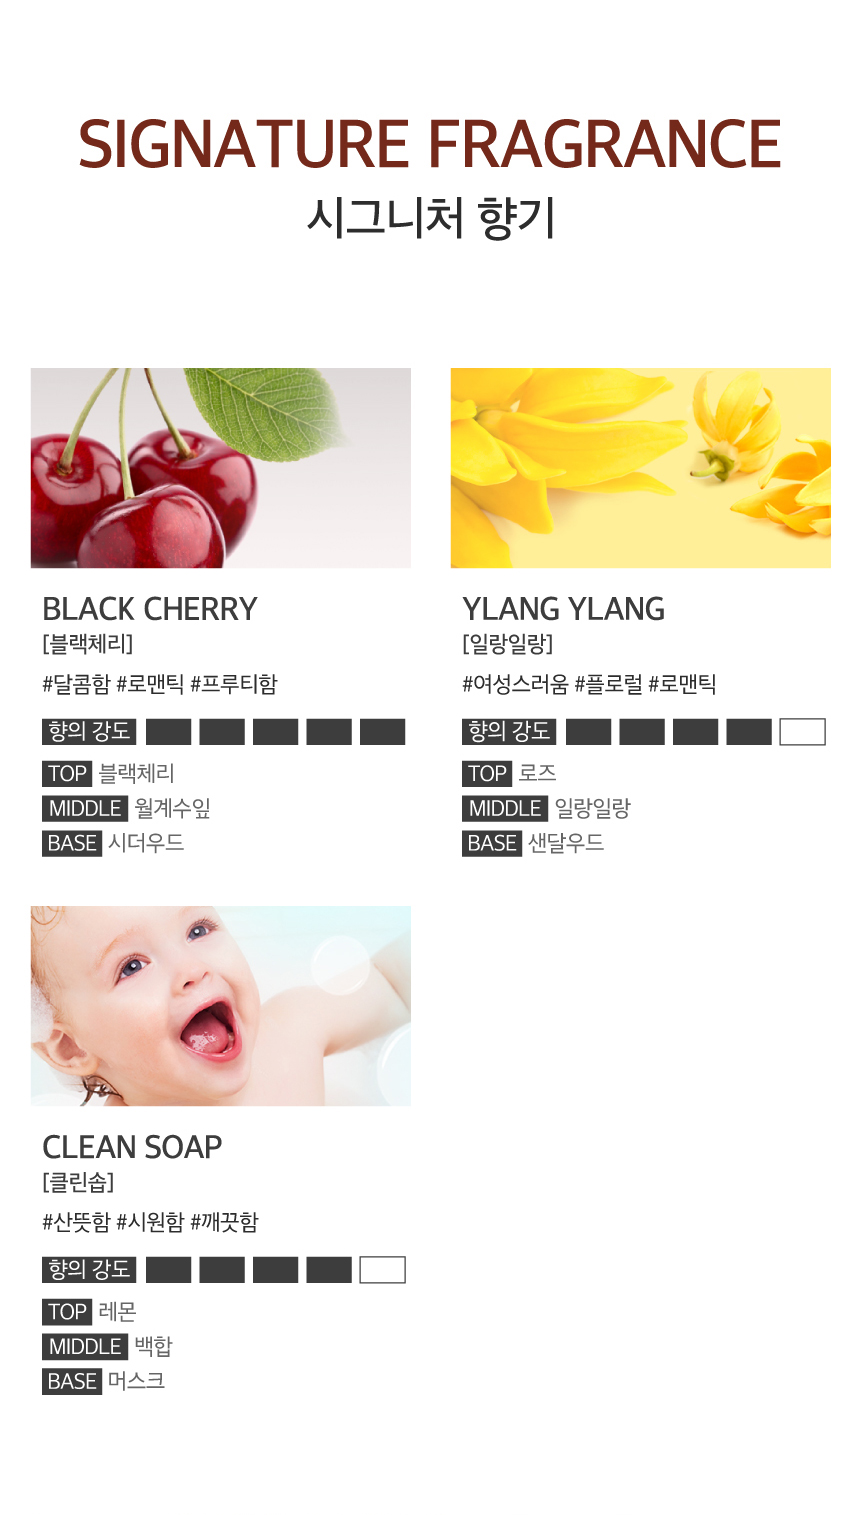 SIGNATURE FRAGRANCE
시그니처 향기
BLACK CHERRY
[블랙체리]
#달콤함 #로맨틱 #프루티함
향의 강도
TOP 블랙체리
MIDDLE 월계수잎
BASE 시더우드
YLANG YLANG
[일랑일랑]
#여성스러움 #플로럴 #로맨틱
향의 강도
TOP 로즈
MIDDLE 일랑일랑
BASE 샌달우드
CLEAN SOAP
[클린솝]
#산뜻함 #시원함 #깨끗함
향의 강도
TOP 레몬
MIDDLE 백합
BASE 머스크